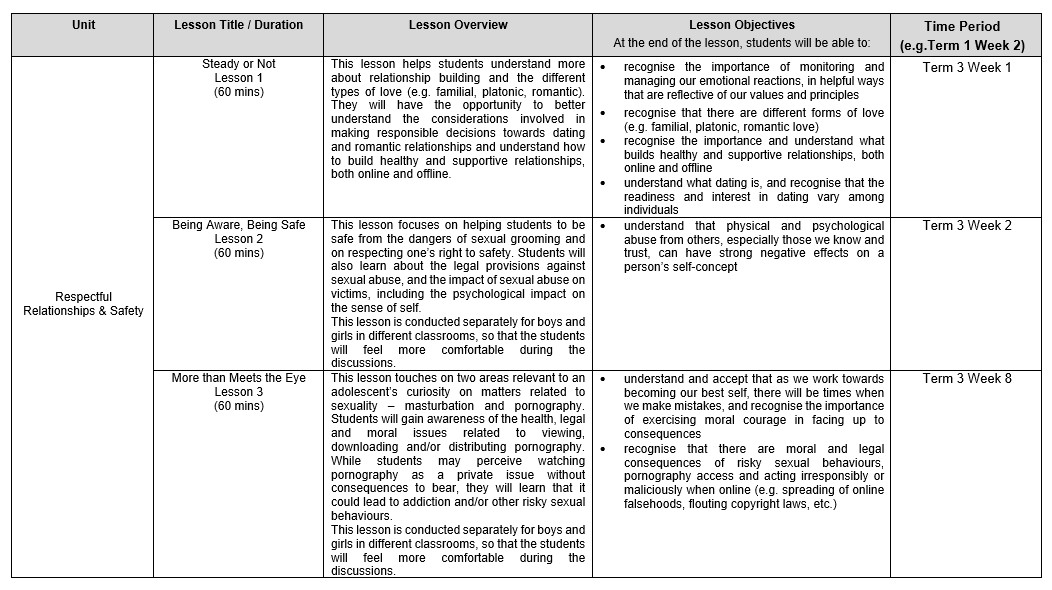 Unit
Lesson Title / Duration
Lesson Overview
Lesson Objectives
At the end of the lesson, students will be able to:
Time Period
(e.g.Term 1 Week 2)
Respectful
Relationships & Safety
Steady or Not
Lesson 1
(60 mins)
This lesson helps students understand more
about relationship building and the different
types of love (e.g. familial, platonic, romantic).
They will have the opportunity to better
understand the considerations involved in
making responsible decisions towards dating
and romantic relationships and understand how
to build healthy and supportive relationships,
both online and offline.
• recognise the importance of monitoring and
managing our emotional reactions, in helpful ways
that are reflective of our values and principles
• recognise that there are different forms of love
(e.g. familial, platonic, romantic love)
• recognise the importance and understand what
builds healthy and supportive relationships, both
online and offline
• understand what dating is, and recognise that the
readiness and interest in dating vary among
individuals
Term 3 Week 1
Being Aware, Being Safe
Lesson 2
(60 mins)
This lesson focuses on helping students to be
safe from the dangers of sexual grooming and
on respecting one's right to safety. Students will
also learn about the legal provisions against
sexual abuse, and the impact of sexual abuse on
victims, including the psychological impact on
the sense of self.
This lesson is conducted separately for boys and
girls in different classrooms, so that the students
will feel more comfortable during the
discussions.
• understand that physical and psychological
abuse from others, especially those we know and
trust, can have strong negative effects on a
person's self-concept
Term 3 Week 2
More than Meets the Eye
Lesson 3
(60 mins)
This lesson touches on two areas relevant to an
adolescent's curiosity on matters related to
sexuality – masturbation and pornography.
Students will gain awareness of the health, legal
and moral issues related to viewing,
downloading and/or distributing pornography.
While students may perceive watching
pornography as a private issue without
consequences to bear, they will learn that it
could lead to addiction and/or other risky sexual
behaviours.
This lesson is conducted separately for boys and
girls in different classrooms, so that the students
will feel more comfortable during the
discussions.
• understand and accept that as we work towards
becoming our best self, there will be times when
we make mistakes, and recognise the importance
of exercising moral courage in facing up to
consequences
• recognise that there are moral and legal
consequences of risky sexual behaviours,
pornography access and acting irresponsibly or
maliciously when online (e.g. spreading of online
falsehoods, flouting copyright laws, etc.)
Term 3 Week 8